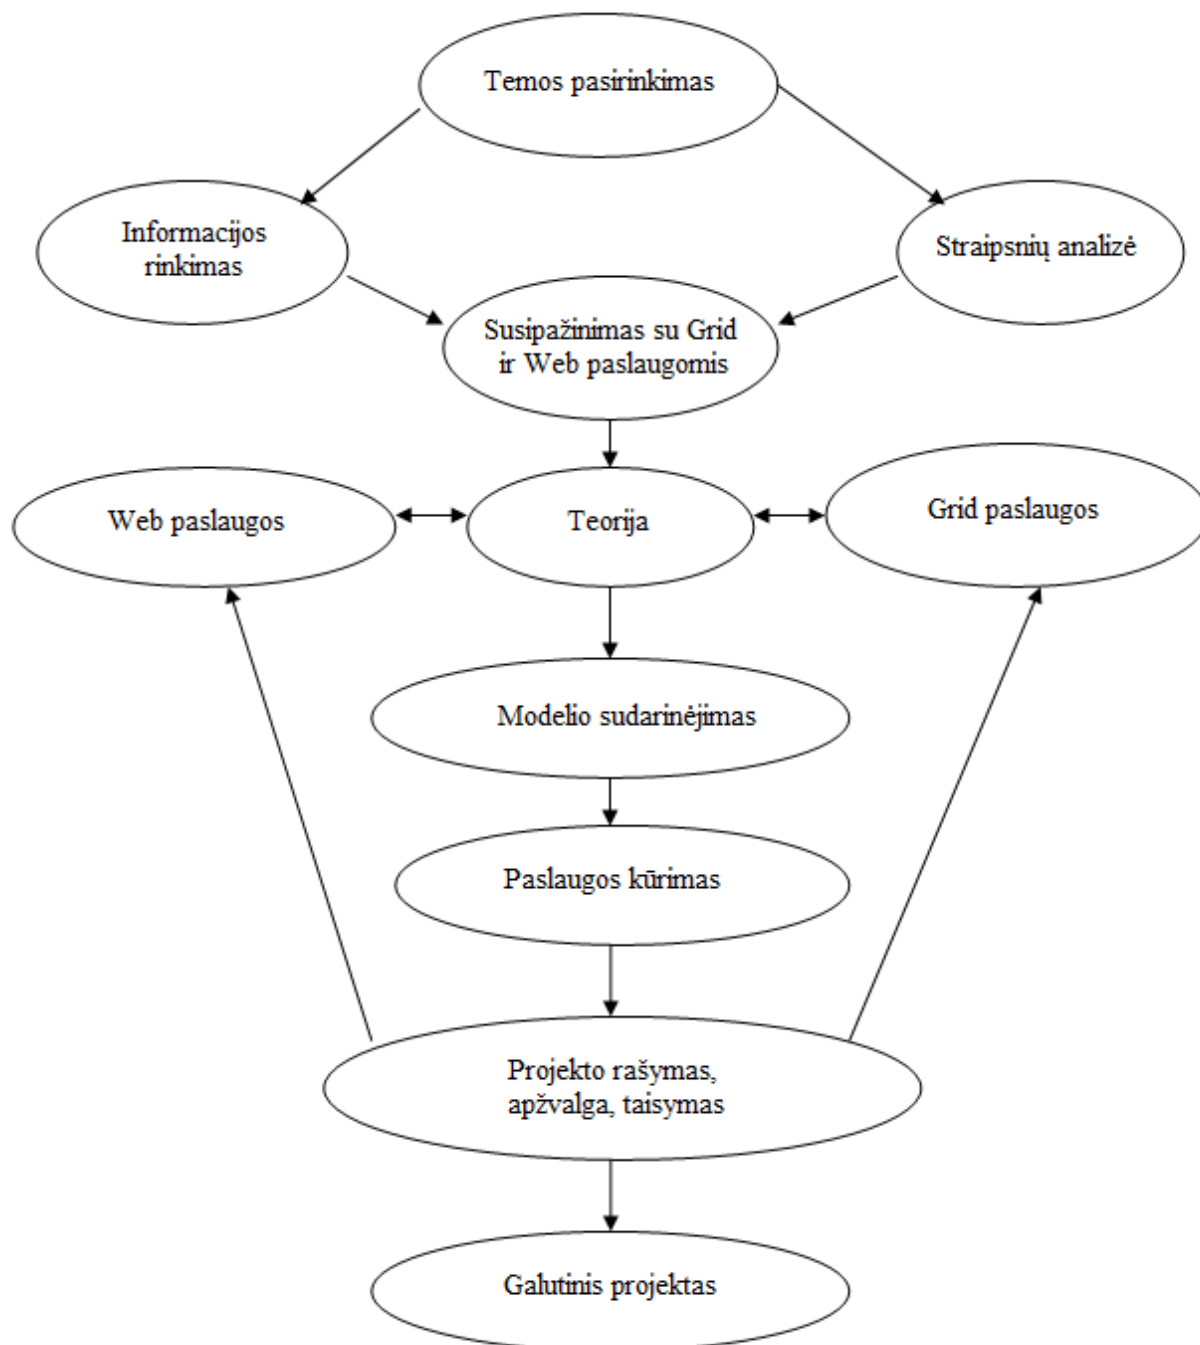 Temos pasirinkimas
Informacijos
rinkimas
Straipsnių analizė
Susipažinimas su Grid
ir Web paslaugomis
Web paslaugos
Teorija
Grid paslaugos
Modelio sudarinėjimas
Paslaugos kūrimas
Projekto rašymas,
apžvalga, taisymas
Galutinis projektas